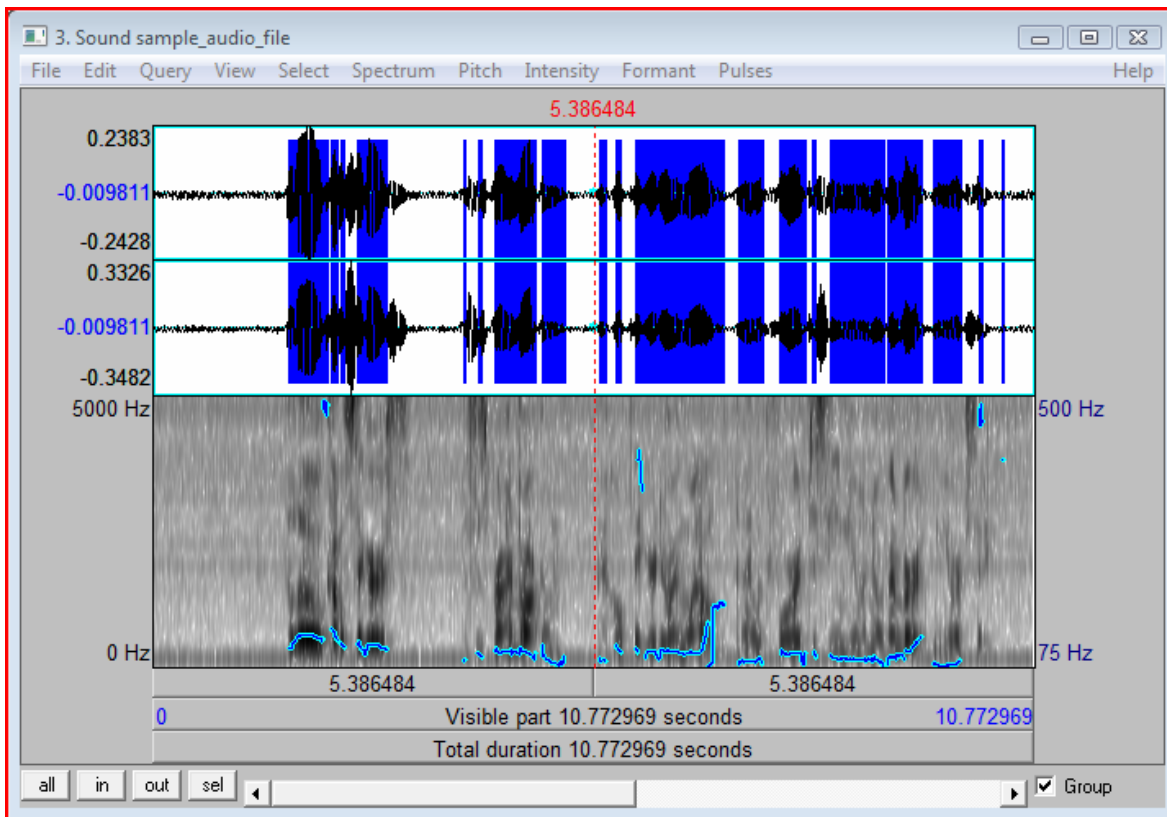 3. Sound sample_audio_file
File Edit Query View Select Spectrum Pitch Intensity Formant Pulses Help
5.386484
0.2383
-0.009811
-0.2428
0.3326
-0.009811
-0.3482
5000 Hz 500 Hz
0 Hz 75 Hz
5.386484 5.386484
0 Visible part 10.772969 seconds 10.772969
Total duration 10.772969 seconds
all in out sel Group